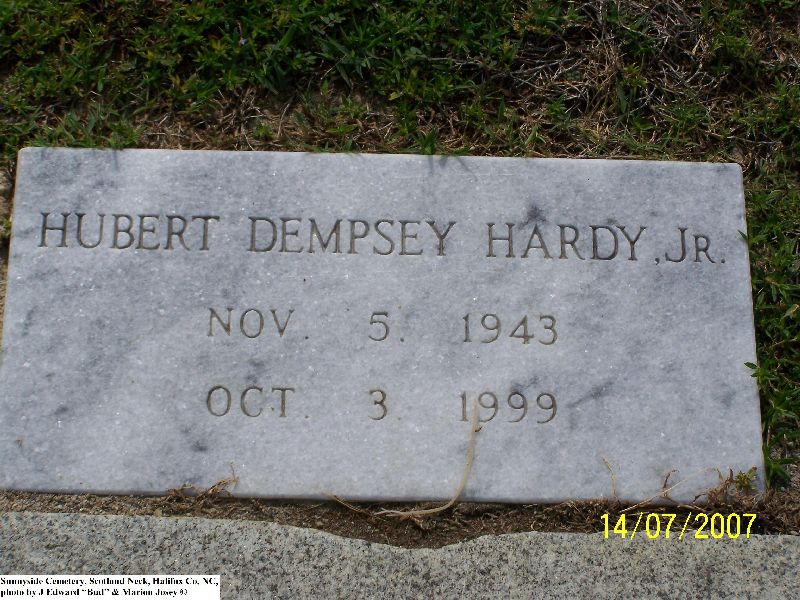 HUBERT DEMPSEY HARDY, JR.
NOV. 5. 1943
OCT. 3. 1999
14/07/2007
Sunnyside Cemetery, Scotland Neck, Halifax Co, NC,
photo by J Edward "Bud" & Marion Josey ©